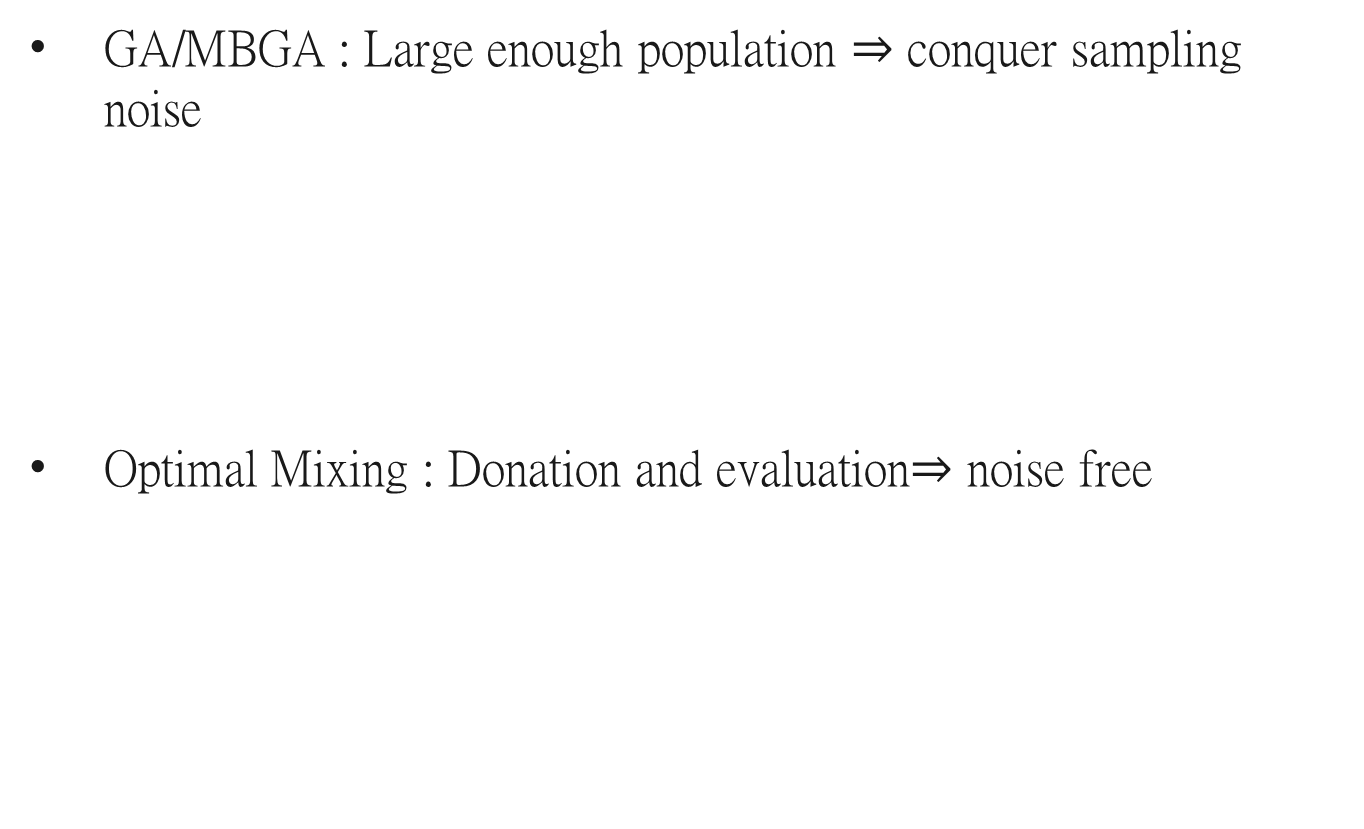 • GA/MBGA : Large enough population ⇒ conquer sampling
noise
• Optimal Mixing : Donation and evaluation⇒ noise free